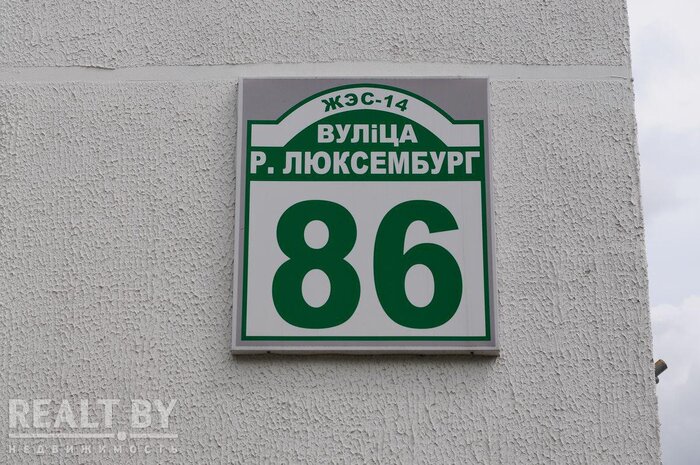 ЖЭС-14
ВУЛіЦА
Р. ЛЮКСЕМБУРГ
86
REALT.BY
НЕДВИЖИМОСТЬ